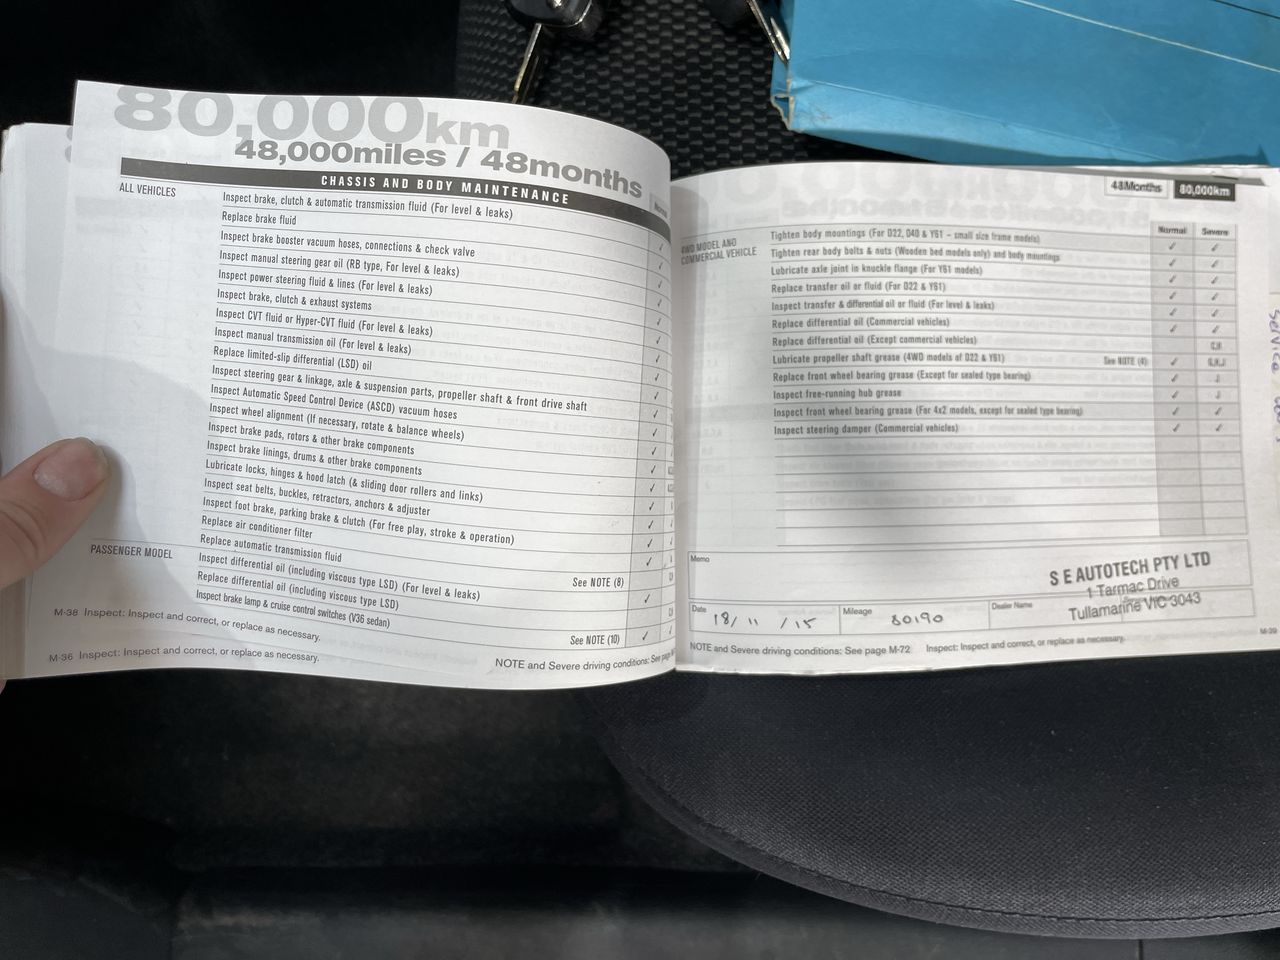 80,000km
48,000miles / 48months
CHASSIS AND BODY MAINTENANCE
ALL VEHICLES
Inspect brake, clutch & automatic transmission fluid (For level & leaks)
Replace brake fluid
Inspect brake booster vacuum hoses, connections & check valve
Inspect manual steering gear oil (RB type, For level & leaks)
Inspect power steering fluid & lines (For level & leaks)
Inspect brake, clutch & exhaust systems
Inspect CVT fluid or Hyper-CVT fluid (For level & leaks)
Inspect manual transmission oil (For level & leaks)
Replace limited-slip differential (LSD) oil
Inspect steering gear & linkage, axle & suspension parts, propeller shaft & front drive shaft
Inspect Automatic Speed Control Device (ASCD) vacuum hoses
Inspect wheel alignment (If necessary, rotate & balance wheels)
Inspect brake pads, rotors & other brake components
Inspect brake linings, drums & other brake components
Lubricate locks, hinges & hood latch (& sliding door rollers and links)
Inspect seat belts, buckles, retractors, anchors & adjuster
Inspect foot brake, parking brake & clutch (For free play, stroke & operation)
Replace air conditioner filter
PASSENGER MODEL
Replace automatic transmission fluid See NOTE (8)
Inspect differential oil (including viscous type LSD) (For level & leaks)
Replace differential oil (including viscous type LSD)
Inspect brake lamp & cruise control switches (V36 sedan) See NOTE (10)
M-38 Inspect: Inspect and correct, or replace as necessary.
M-36 Inspect: Inspect and correct, or replace as necessary.
NOTE and Severe driving conditions: See
48Months 80,000km
Normal Severe
4WD MODEL AND COMMERCIAL VEHICLE
Tighten body mountings (For D22, D40 & Y61 – small size frame models)
Tighten rear body bolts & nuts (Wooden bed models only) and body mountings
Lubricate axle joint in knuckle flange (For Y61 models)
Replace transfer oil or fluid (For D22 & Y61)
Inspect transfer & differential oil or fluid (For level & leaks)
Replace differential oil (Commercial vehicles)
Replace differential oil (Except commercial vehicles)
Lubricate propeller shaft grease (4WD models of D22 & Y61) See NOTE (4)
Replace front wheel bearing grease (Except for sealed type bearing)
Inspect free-running hub grease
Inspect front wheel bearing grease (For 4x2 models, except for sealed type bearing)
Inspect steering damper (Commercial vehicles)
Memo
S E AUTOTECH PTY LTD
1 Tarmac Drive
Tullamarine VIC 3043
Date 18/11/15 Mileage 80190 Dealer Name
NOTE and Severe driving conditions: See page M-72 Inspect: Inspect and correct, or replace as necessary.
M-39
Service